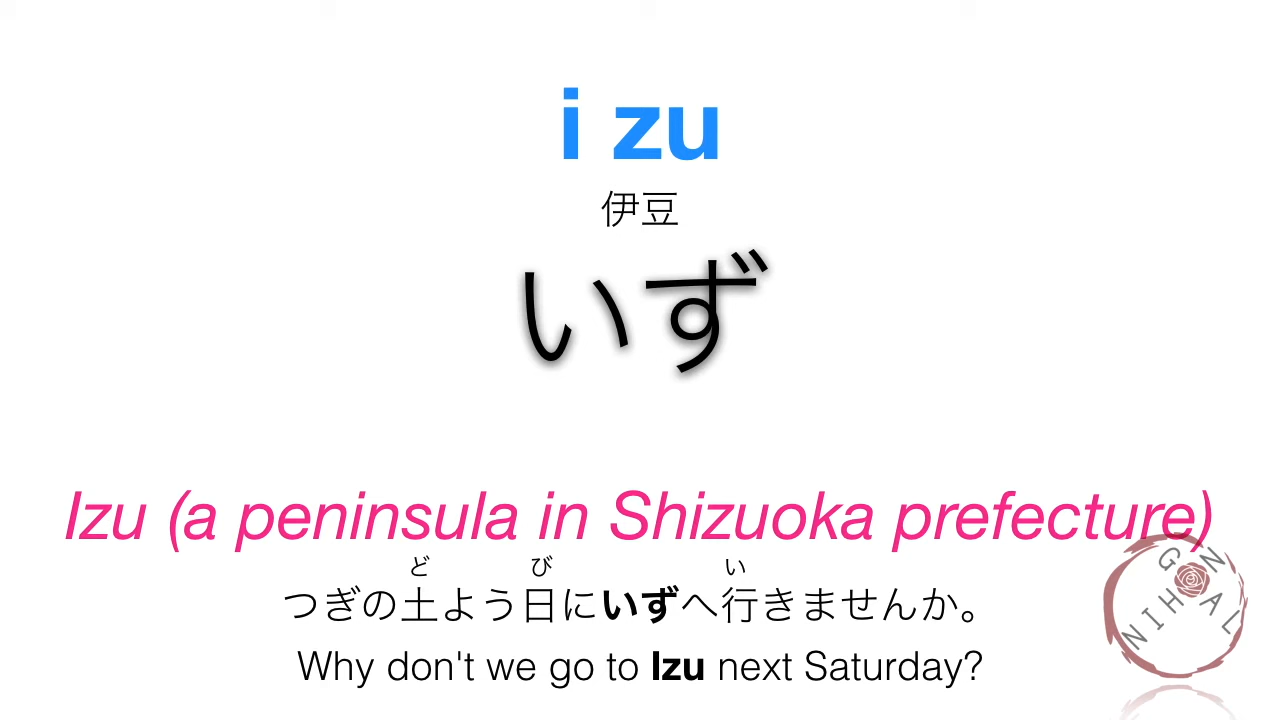 i zu
伊豆
いず
Izu (a peninsula in Shizuoka prefecture)
ど び い
つぎの土よう日にいずへ行きませんか。
Why don't we go to Izu next Saturday?
NIHONGAL